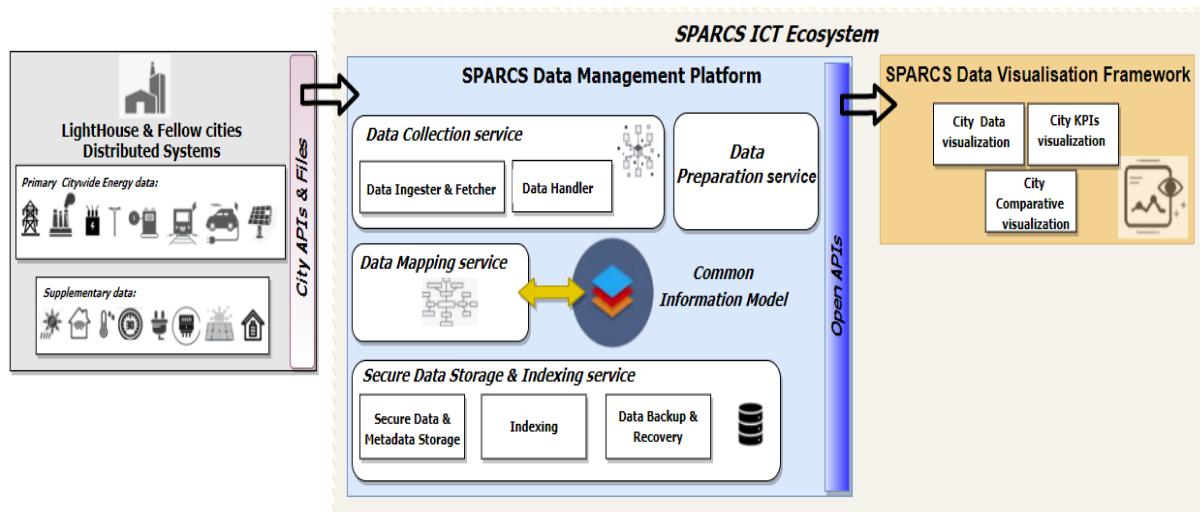 SPARCS ICT Ecosystem
LightHouse & Fellow cities
Distributed Systems
Primary Citywide Energy data:
Supplementary data:
30
City APIs & Files
SPARCS Data Management Platform
Data Collection service
Data Ingester & Fetcher
Data Handler
Data
Preparation service
Data Mapping service
Common
Information Model
Secure Data Storage & Indexing service
Secure Data &
Metadata Storage
Indexing
Data Backup &
Recovery
Open APIs
SPARCS Data Visualisation Framework
City Data
visualization
City KPIs
visualization
City
Comparative
visualization